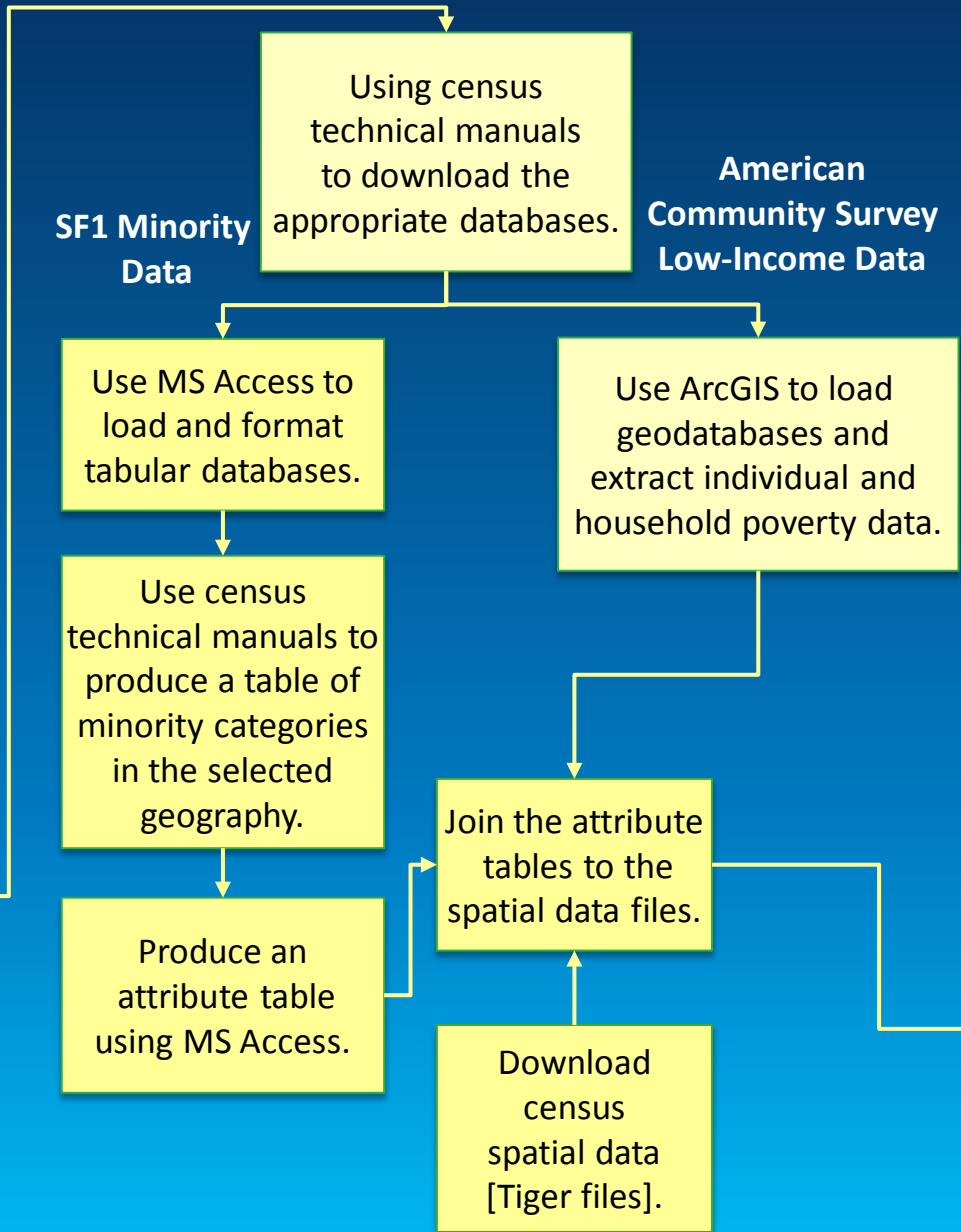 Using census
technical manuals
to download the
appropriate databases.
SF1 Minority
Data
American
Community Survey
Low-Income Data
Use MS Access to
load and format
tabular databases.
Use ArcGIS to load
geodatabases and
extract individual and
household poverty data.
Use census
technical manuals to
produce a table of
minority categories
in the selected
geography.
Join the attribute
tables to the
spatial data files.
Produce an
attribute table
using MS Access.
Download
census
spatial data
[Tiger files].